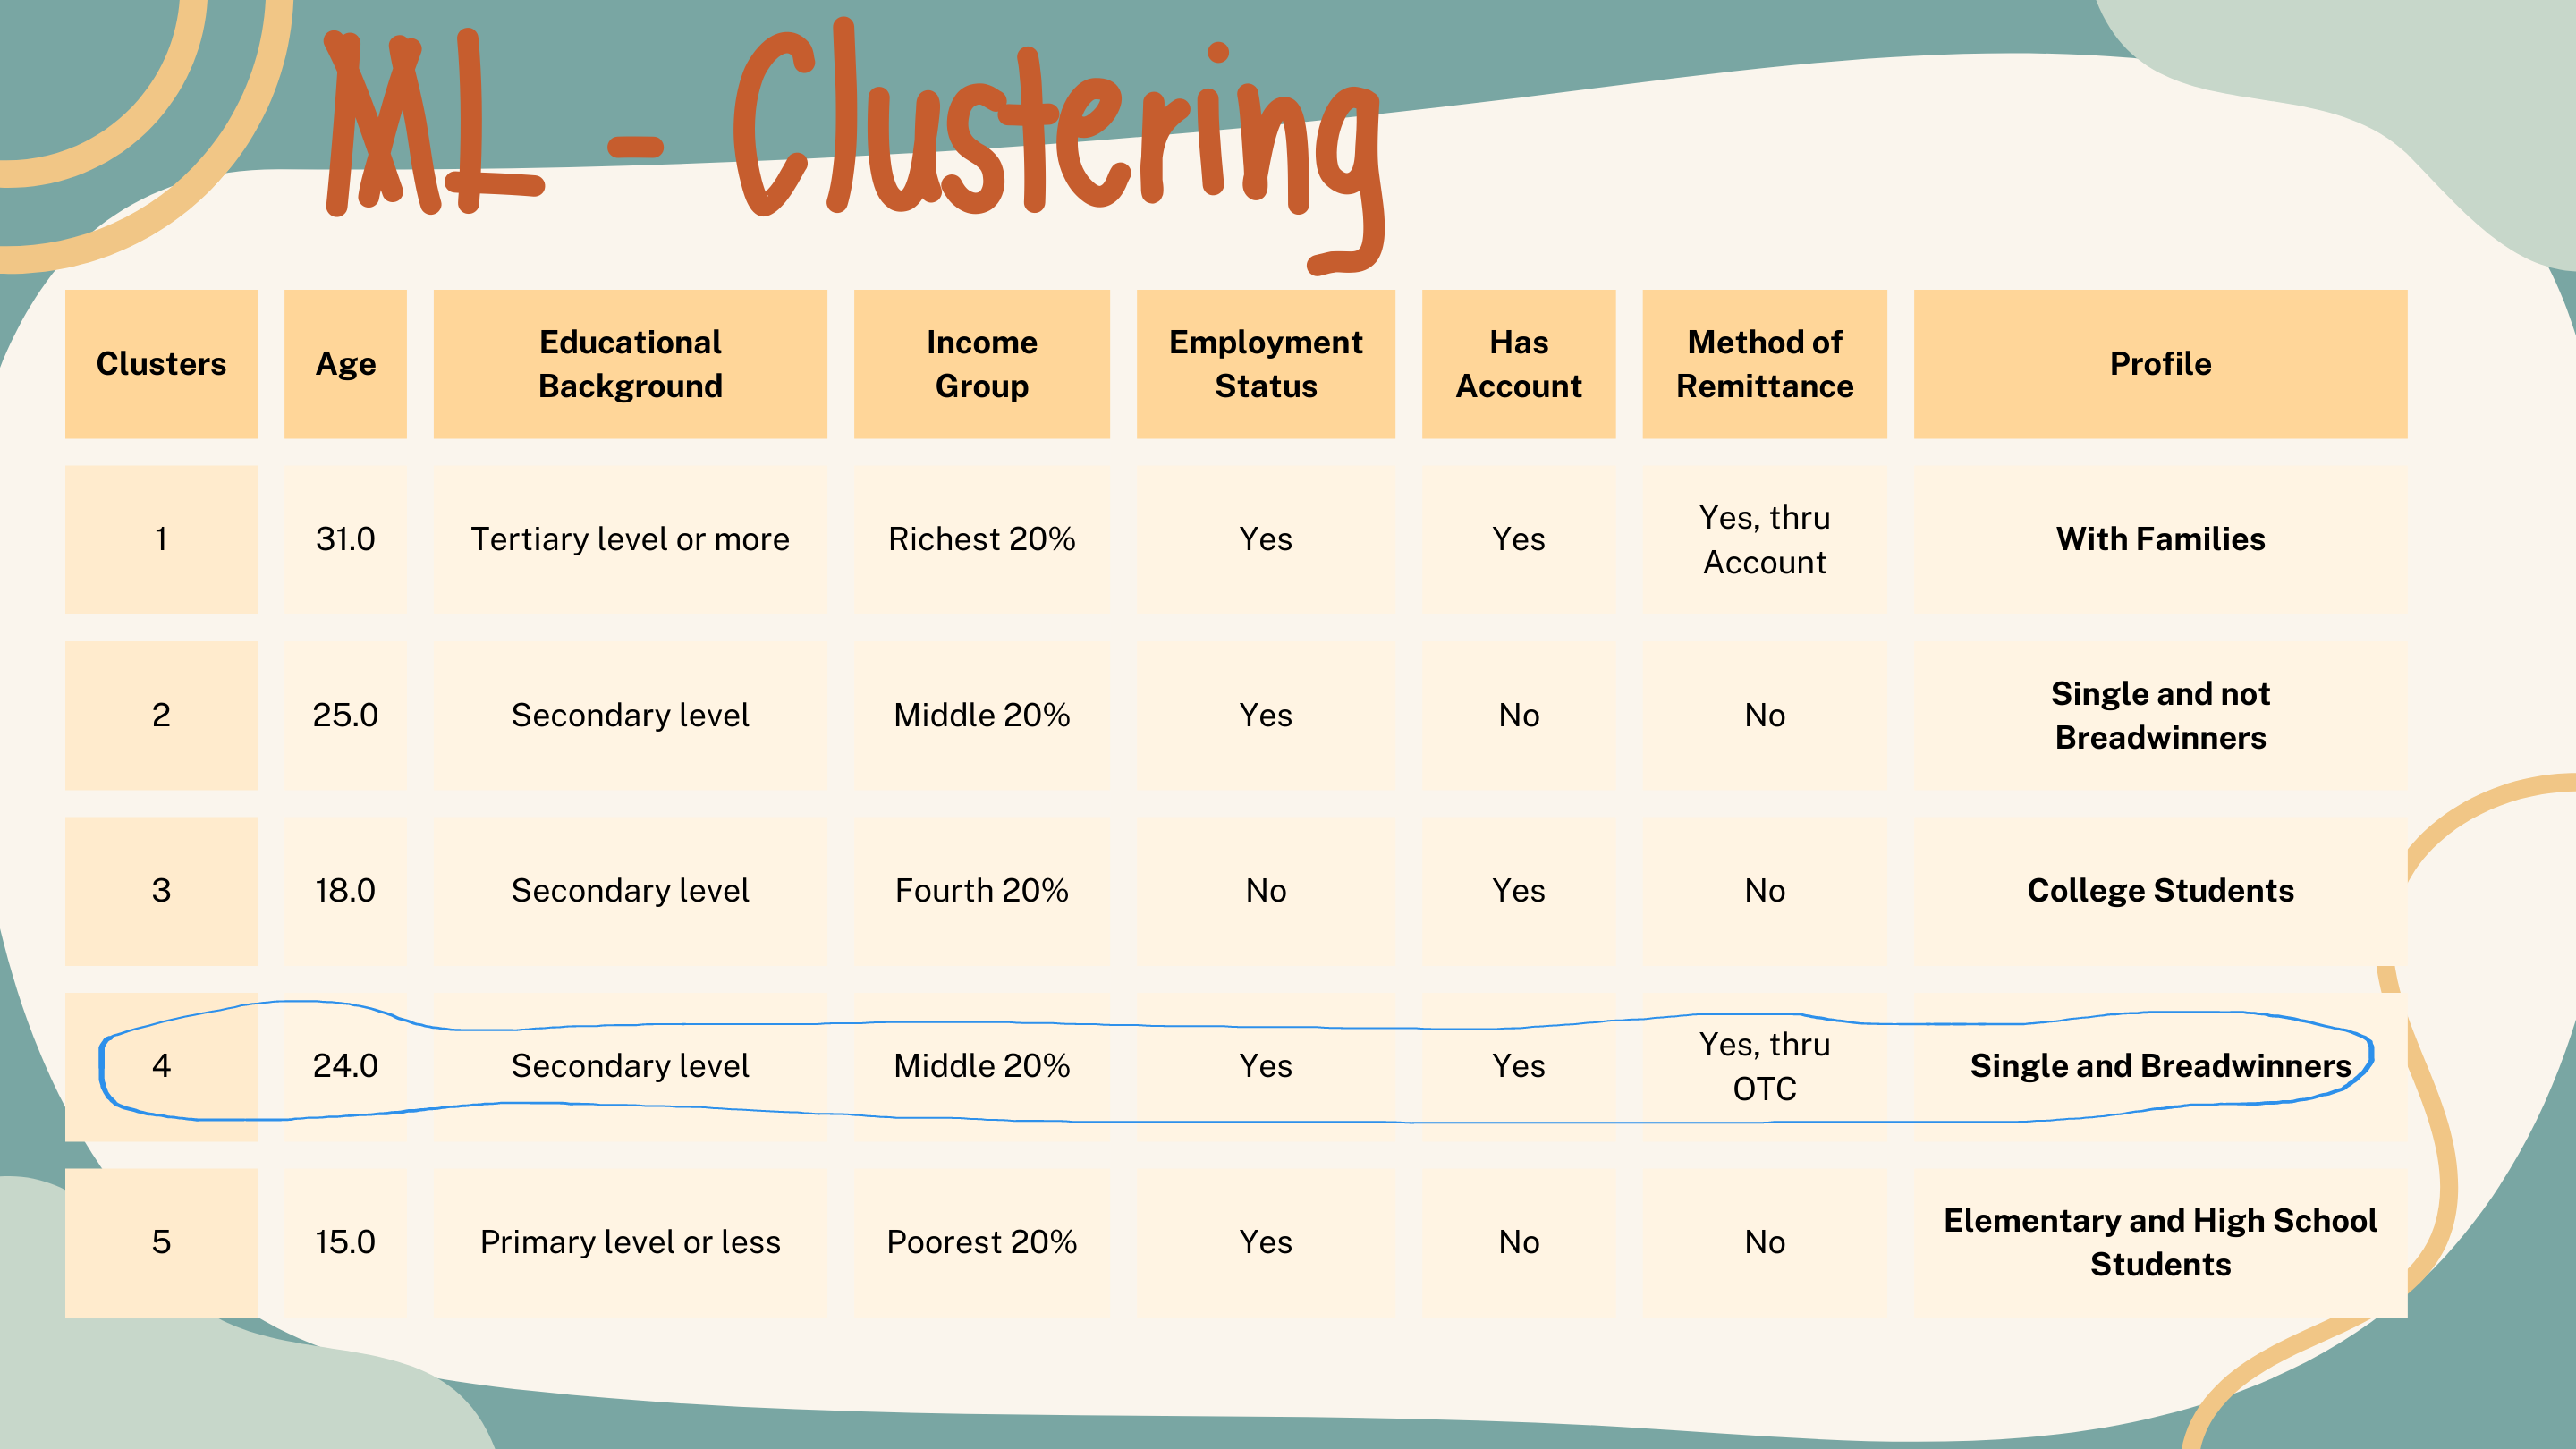 ML - Clustering
Clusters
Age
Educational
Background
Income
Group
Employment
Status
Has
Account
Method of
Remittance
Profile
1
31.0
Tertiary level or more
Richest 20%
Yes
Yes
Yes, thru
Account
With Families
2
25.0
Secondary level
Middle 20%
Yes
No
No
Single and not
Breadwinners
3
18.0
Secondary level
Fourth 20%
No
Yes
No
College Students
4
24.0
Secondary level
Middle 20%
Yes
Yes
Yes, thru
OTC
Single and Breadwinners
5
15.0
Primary level or less
Poorest 20%
Yes
No
No
Elementary and High School
Students